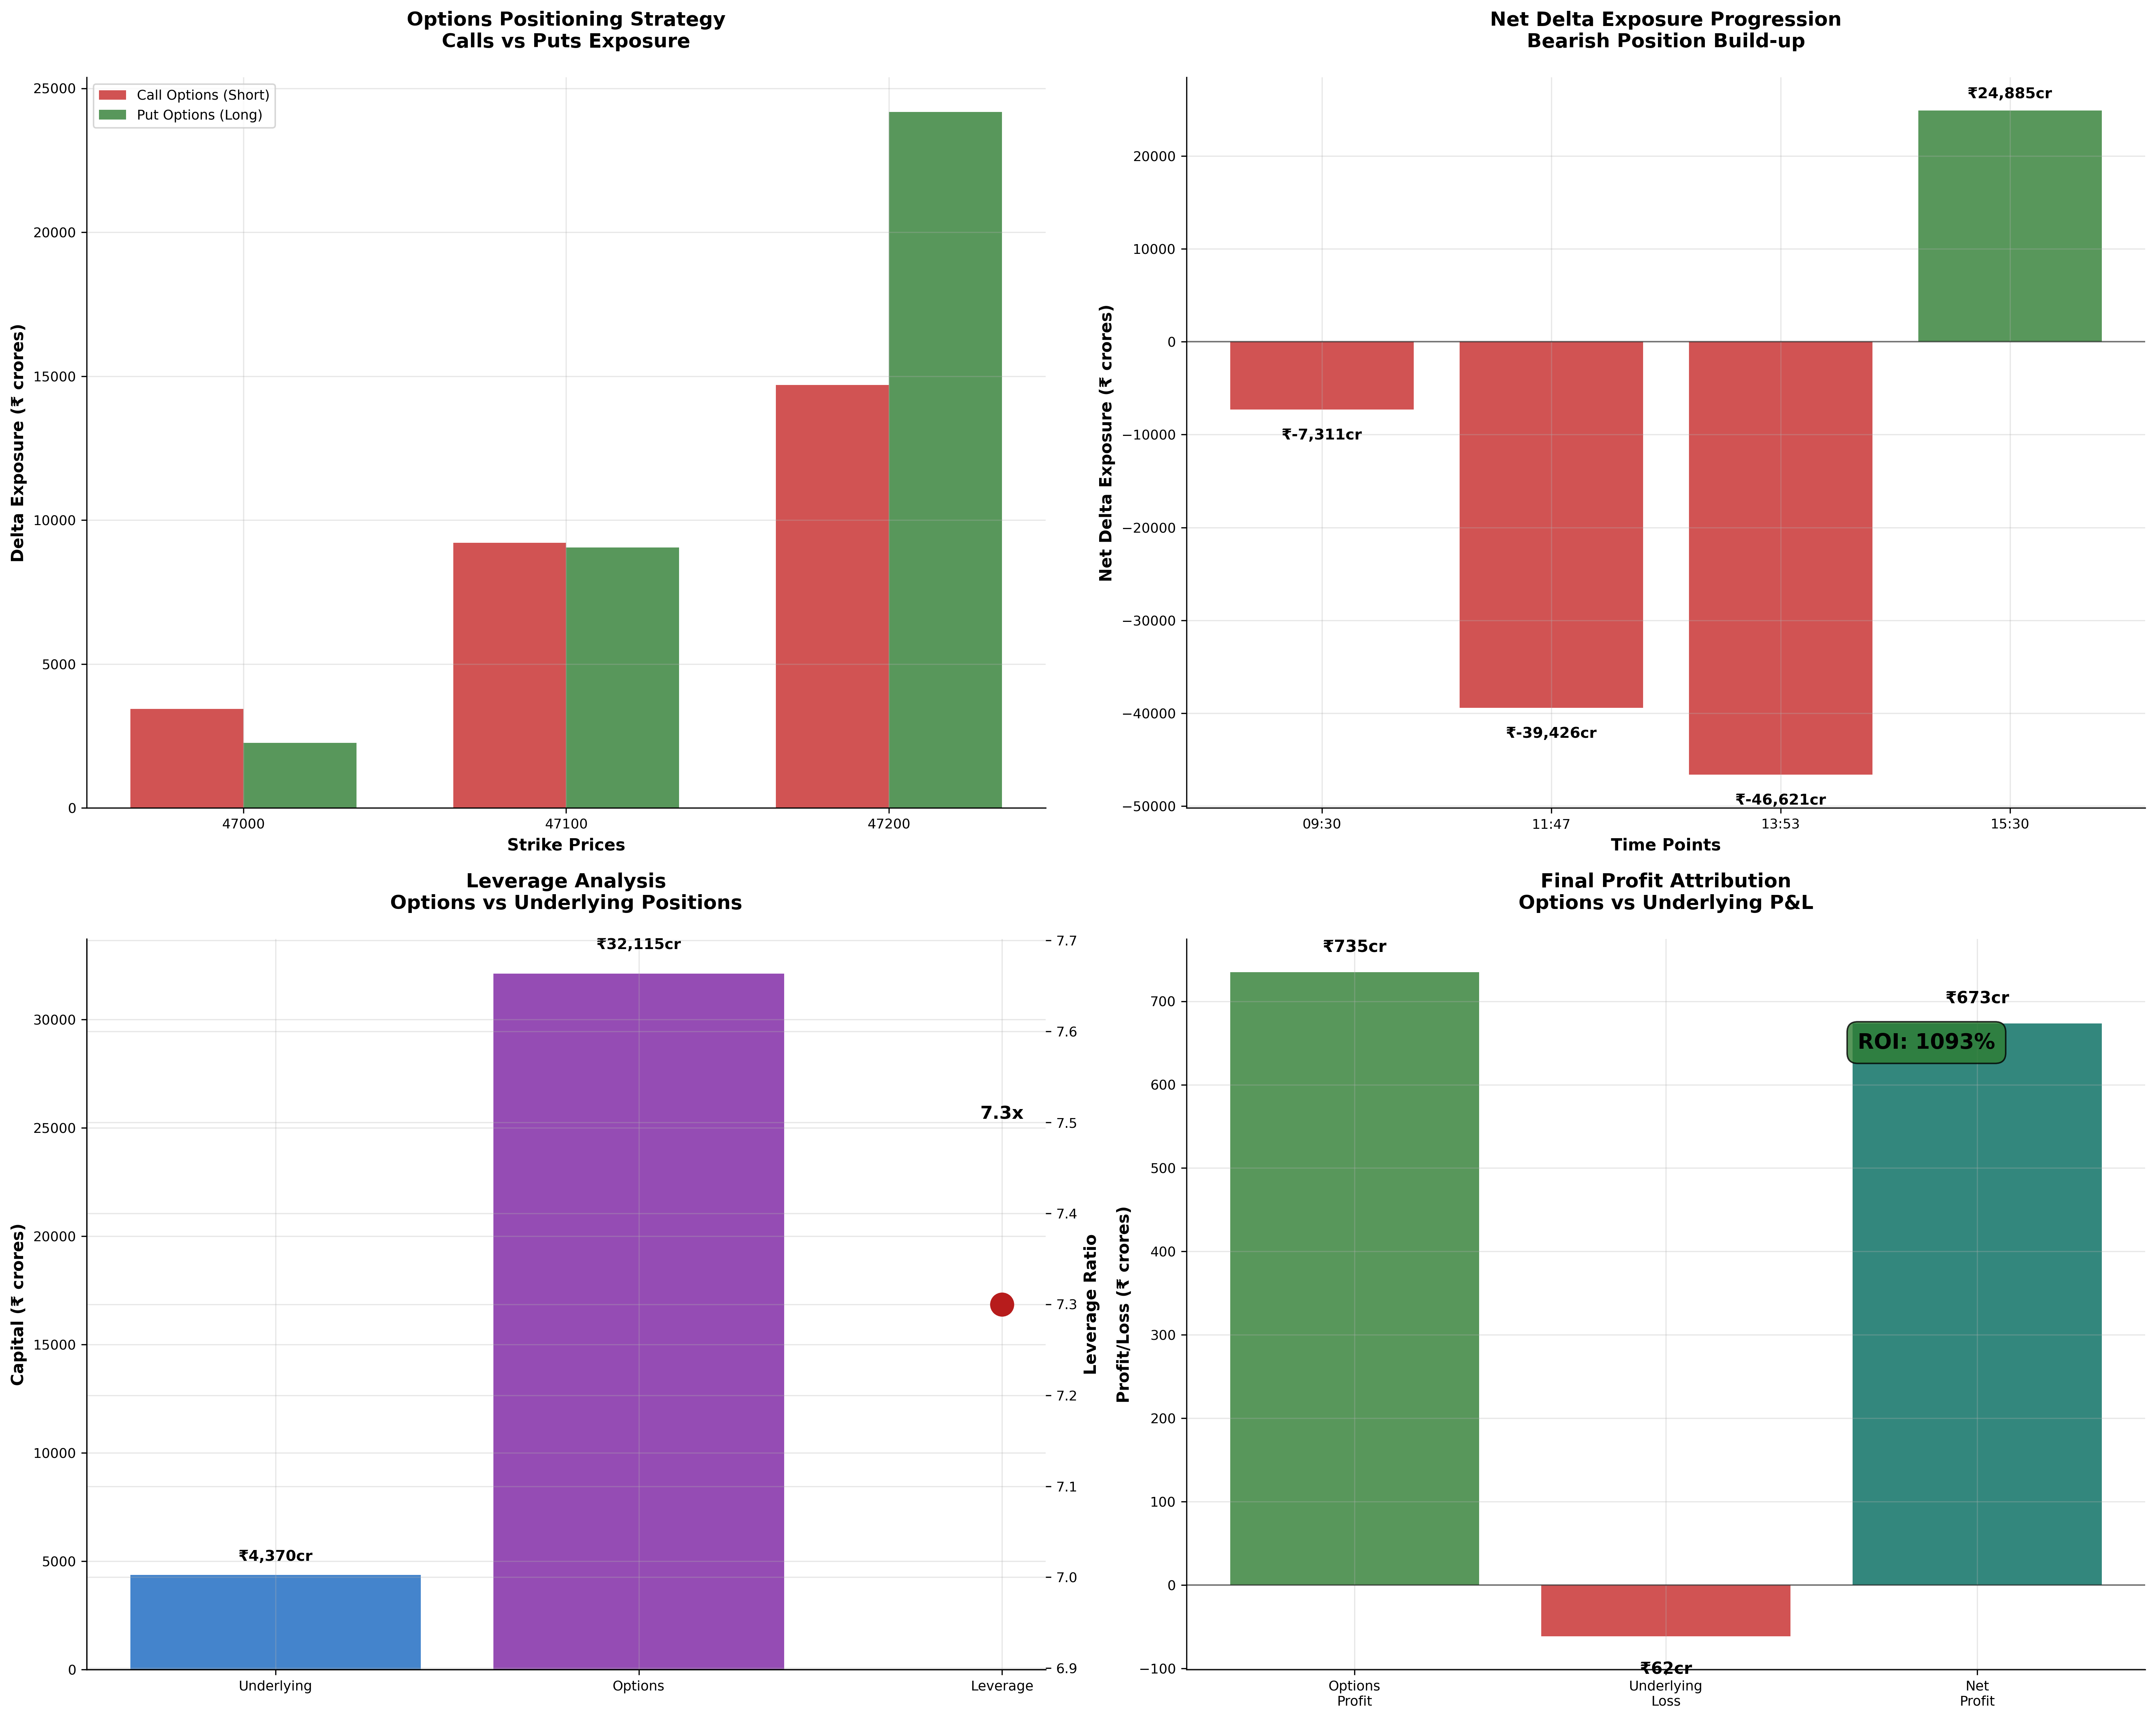 Options Positioning Strategy
Calls vs Puts Exposure
Call Options (Short)
Put Options (Long)
25000
20000
15000
10000
5000
0
Delta Exposure (₹ crores)
47000
47100
47200
Strike Prices
Net Delta Exposure Progression
Bearish Position Build-up
₹24,885cr
₹-7,311cr
₹-39,426cr
₹-46,621cr
20000
10000
0
−10000
−20000
−30000
−40000
−50000
Net Delta Exposure (₹ crores)
09:30
11:47
13:53
15:30
Time Points
Leverage Analysis
Options vs Underlying Positions
₹32,115cr
7.3x
₹4,370cr
30000
25000
20000
15000
10000
5000
0
Capital (₹ crores)
7.7
7.6
7.5
7.4
7.3
7.2
7.1
7.0
6.9
Leverage Ratio
Underlying
Options
Leverage
Final Profit Attribution
Options vs Underlying P&L
₹735cr
₹673cr
ROI: 1093%
₹62cr
700
600
500
400
300
200
100
0
−100
Profit/Loss (₹ crores)
Options
Profit
Underlying
Loss
Net
Profit